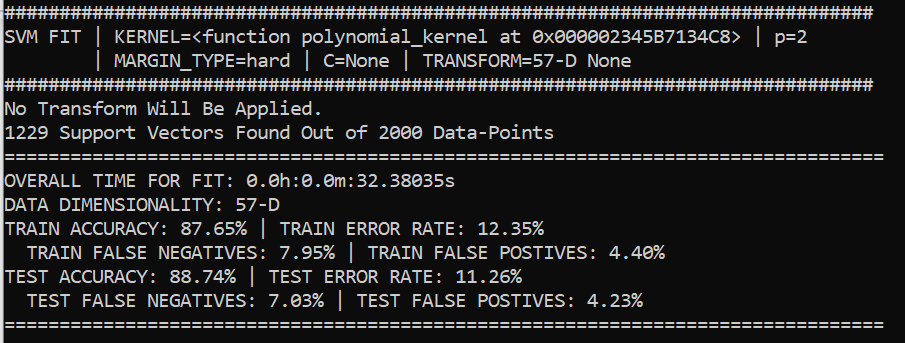 ###############################################################################
SVM FIT | KERNEL=<function polynomial_kernel at 0x000002345B7134C8> | p=2
        | MARGIN_TYPE=hard | C=None | TRANSFORM=57-D None
###############################################################################
No Transform Will Be Applied.
1229 Support Vectors Found Out of 2000 Data-Points
================================================================================
OVERALL TIME FOR FIT: 0.0h:0.0m:32.38035s
DATA DIMENSIONALITY: 57-D
TRAIN ACCURACY: 87.65% | TRAIN ERROR RATE: 12.35%
  TRAIN FALSE NEGATIVES: 7.95% | TRAIN FALSE POSTIVES: 4.40%
TEST ACCURACY: 88.74% | TEST ERROR RATE: 11.26%
  TEST FALSE NEGATIVES: 7.03% | TEST FALSE POSTIVES: 4.23%
================================================================================